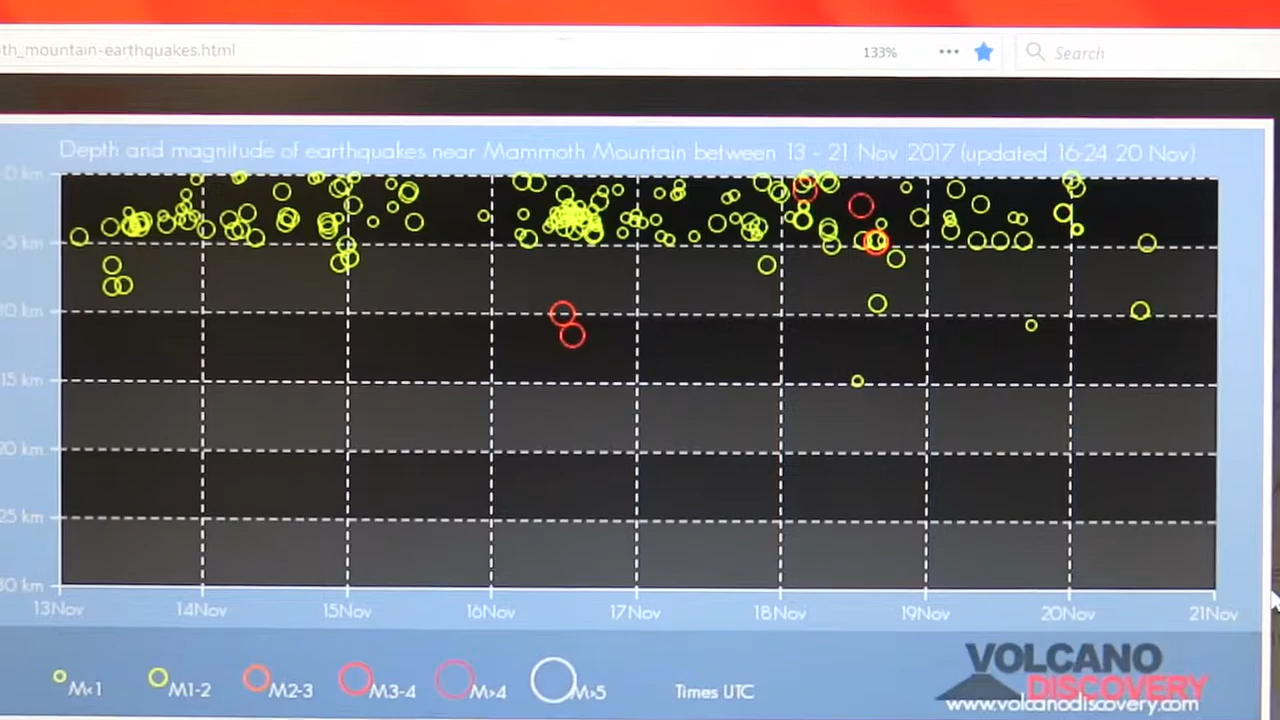 th_mountain-earthquakes.html
133%
Search
Depth and magnitude of earthquakes near Mammoth Mountain between 13 - 21 Nov 2017 (updated 16:24 20 Nov)
0 km
5 km
10 km
15 km
20 km
25 km
30 km
13Nov 14Nov 15Nov 16Nov 17Nov 18Nov 19Nov 20Nov 21Nov
M<1 M1-2 M2-3 M3-4 M>4 M>5 Times UTC
VOLCANO
DISCOVERY
www.volcanodiscovery.com